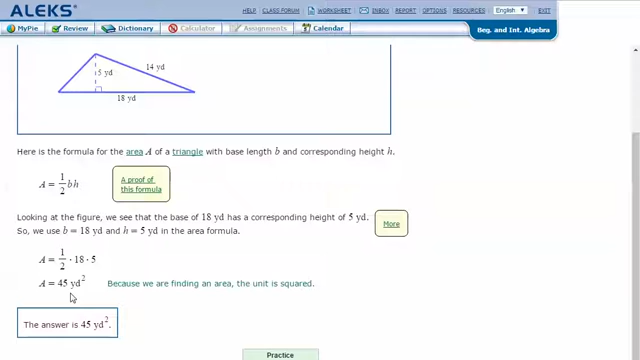 ALEKS
HELP CLASS FORUM WORKSHEET INBOX REPORT OPTIONS RESOURCES English
MyPie Review Dictionary Calculator Assignments Calendar
Beg. and Int. Algebra
5 yd
14 yd
18 yd
Here is the formula for the area A of a triangle with base length b and corresponding height h.
A = 1/2 bh
A proof of
this formula
Looking at the figure, we see that the base of 18 yd has a corresponding height of 5 yd.
So, we use b = 18 yd and h = 5 yd in the area formula.
More
A = 1/2 · 18 · 5
A = 45 yd² Because we are finding an area, the unit is squared.
The answer is 45 yd².
Practice